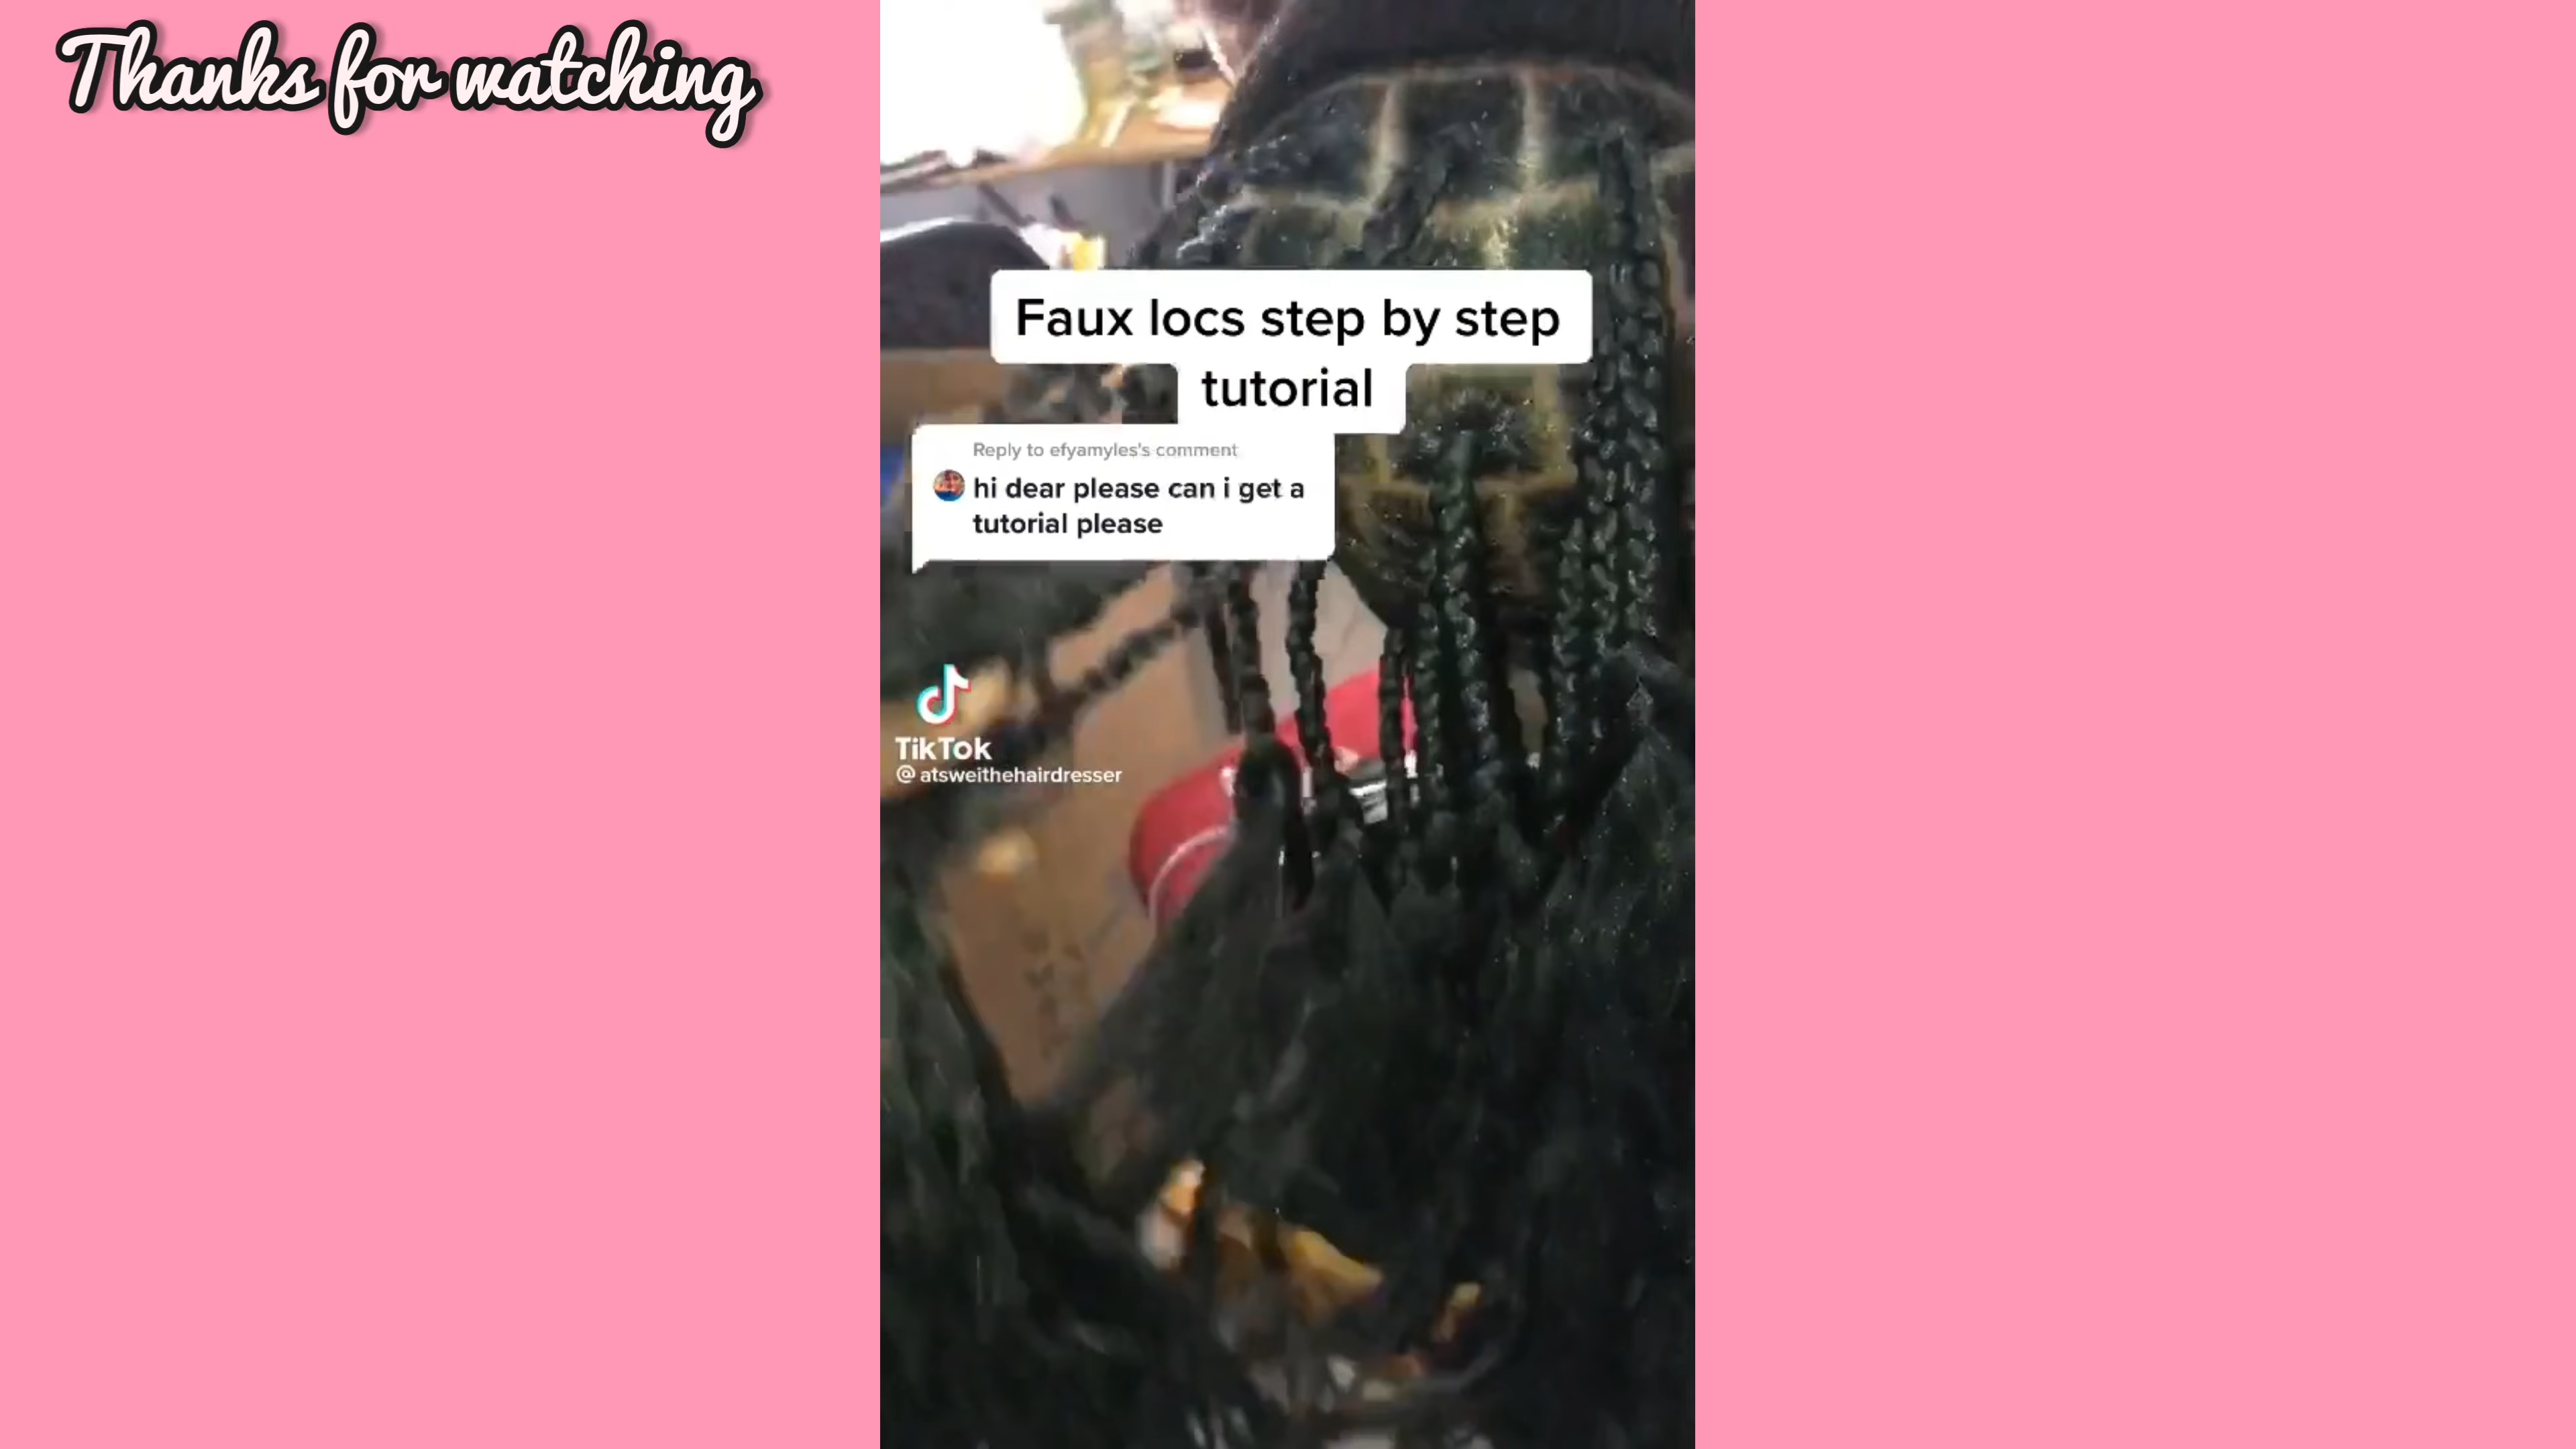 Thanks for watching
Faux locs step by step
tutorial
Reply to efyamyles's comment
hi dear please can i get a
tutorial please
TikTok
@atsweithehairdresser